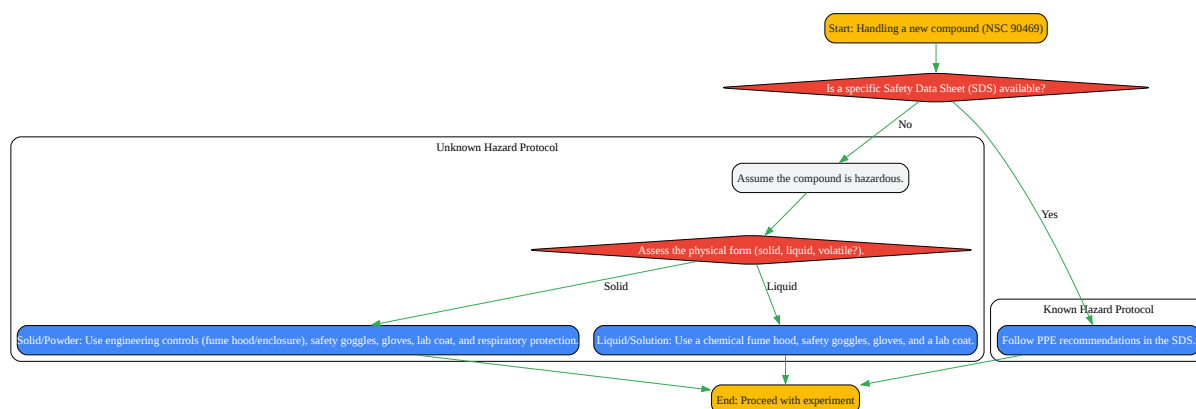 Start: Handling a new compound (NSC 90469)
Is a specific Safety Data Sheet (SDS) available?
No
Unknown Hazard Protocol
Assume the compound is hazardous.
Yes
Assess the physical form (solid, liquid, volatile?).
Solid
Liquid
Known Hazard Protocol
Solid/Powder: Use engineering controls (fume hood/enclosure), safety goggles, gloves, lab coat, and respiratory protection.
Liquid/Solution: Use a chemical fume hood, safety goggles, gloves, and a lab coat.
Follow PPE recommendations in the SDS.
End: Proceed with experiment